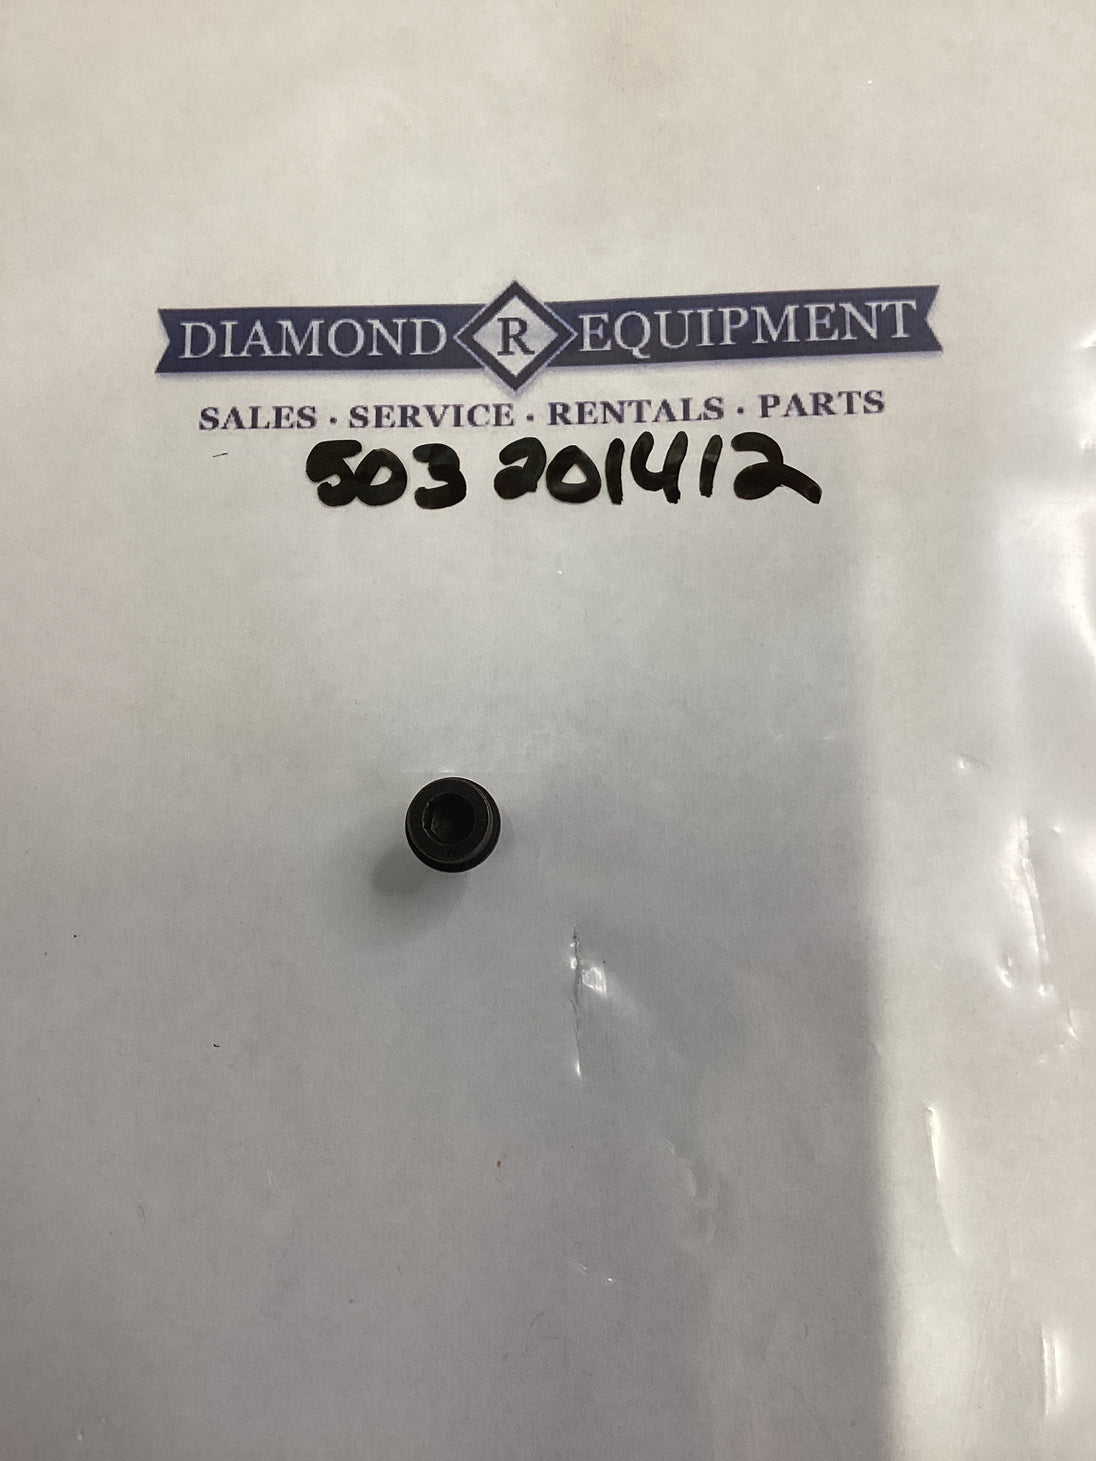 DIAMOND R EQUIPMENT
SALES · SERVICE · RENTALS · PARTS
503 201412